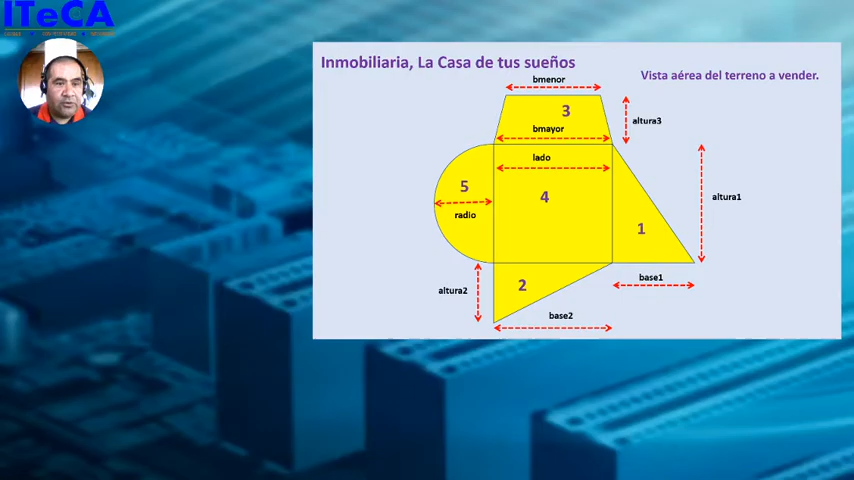 ITeCA
Inmobiliaria, La Casa de tus sueños
Vista aérea del terreno a vender.
bmenor
3
altura3
bmayor
lado
5
4
altura1
radio
1
2
altura2
base1
base2